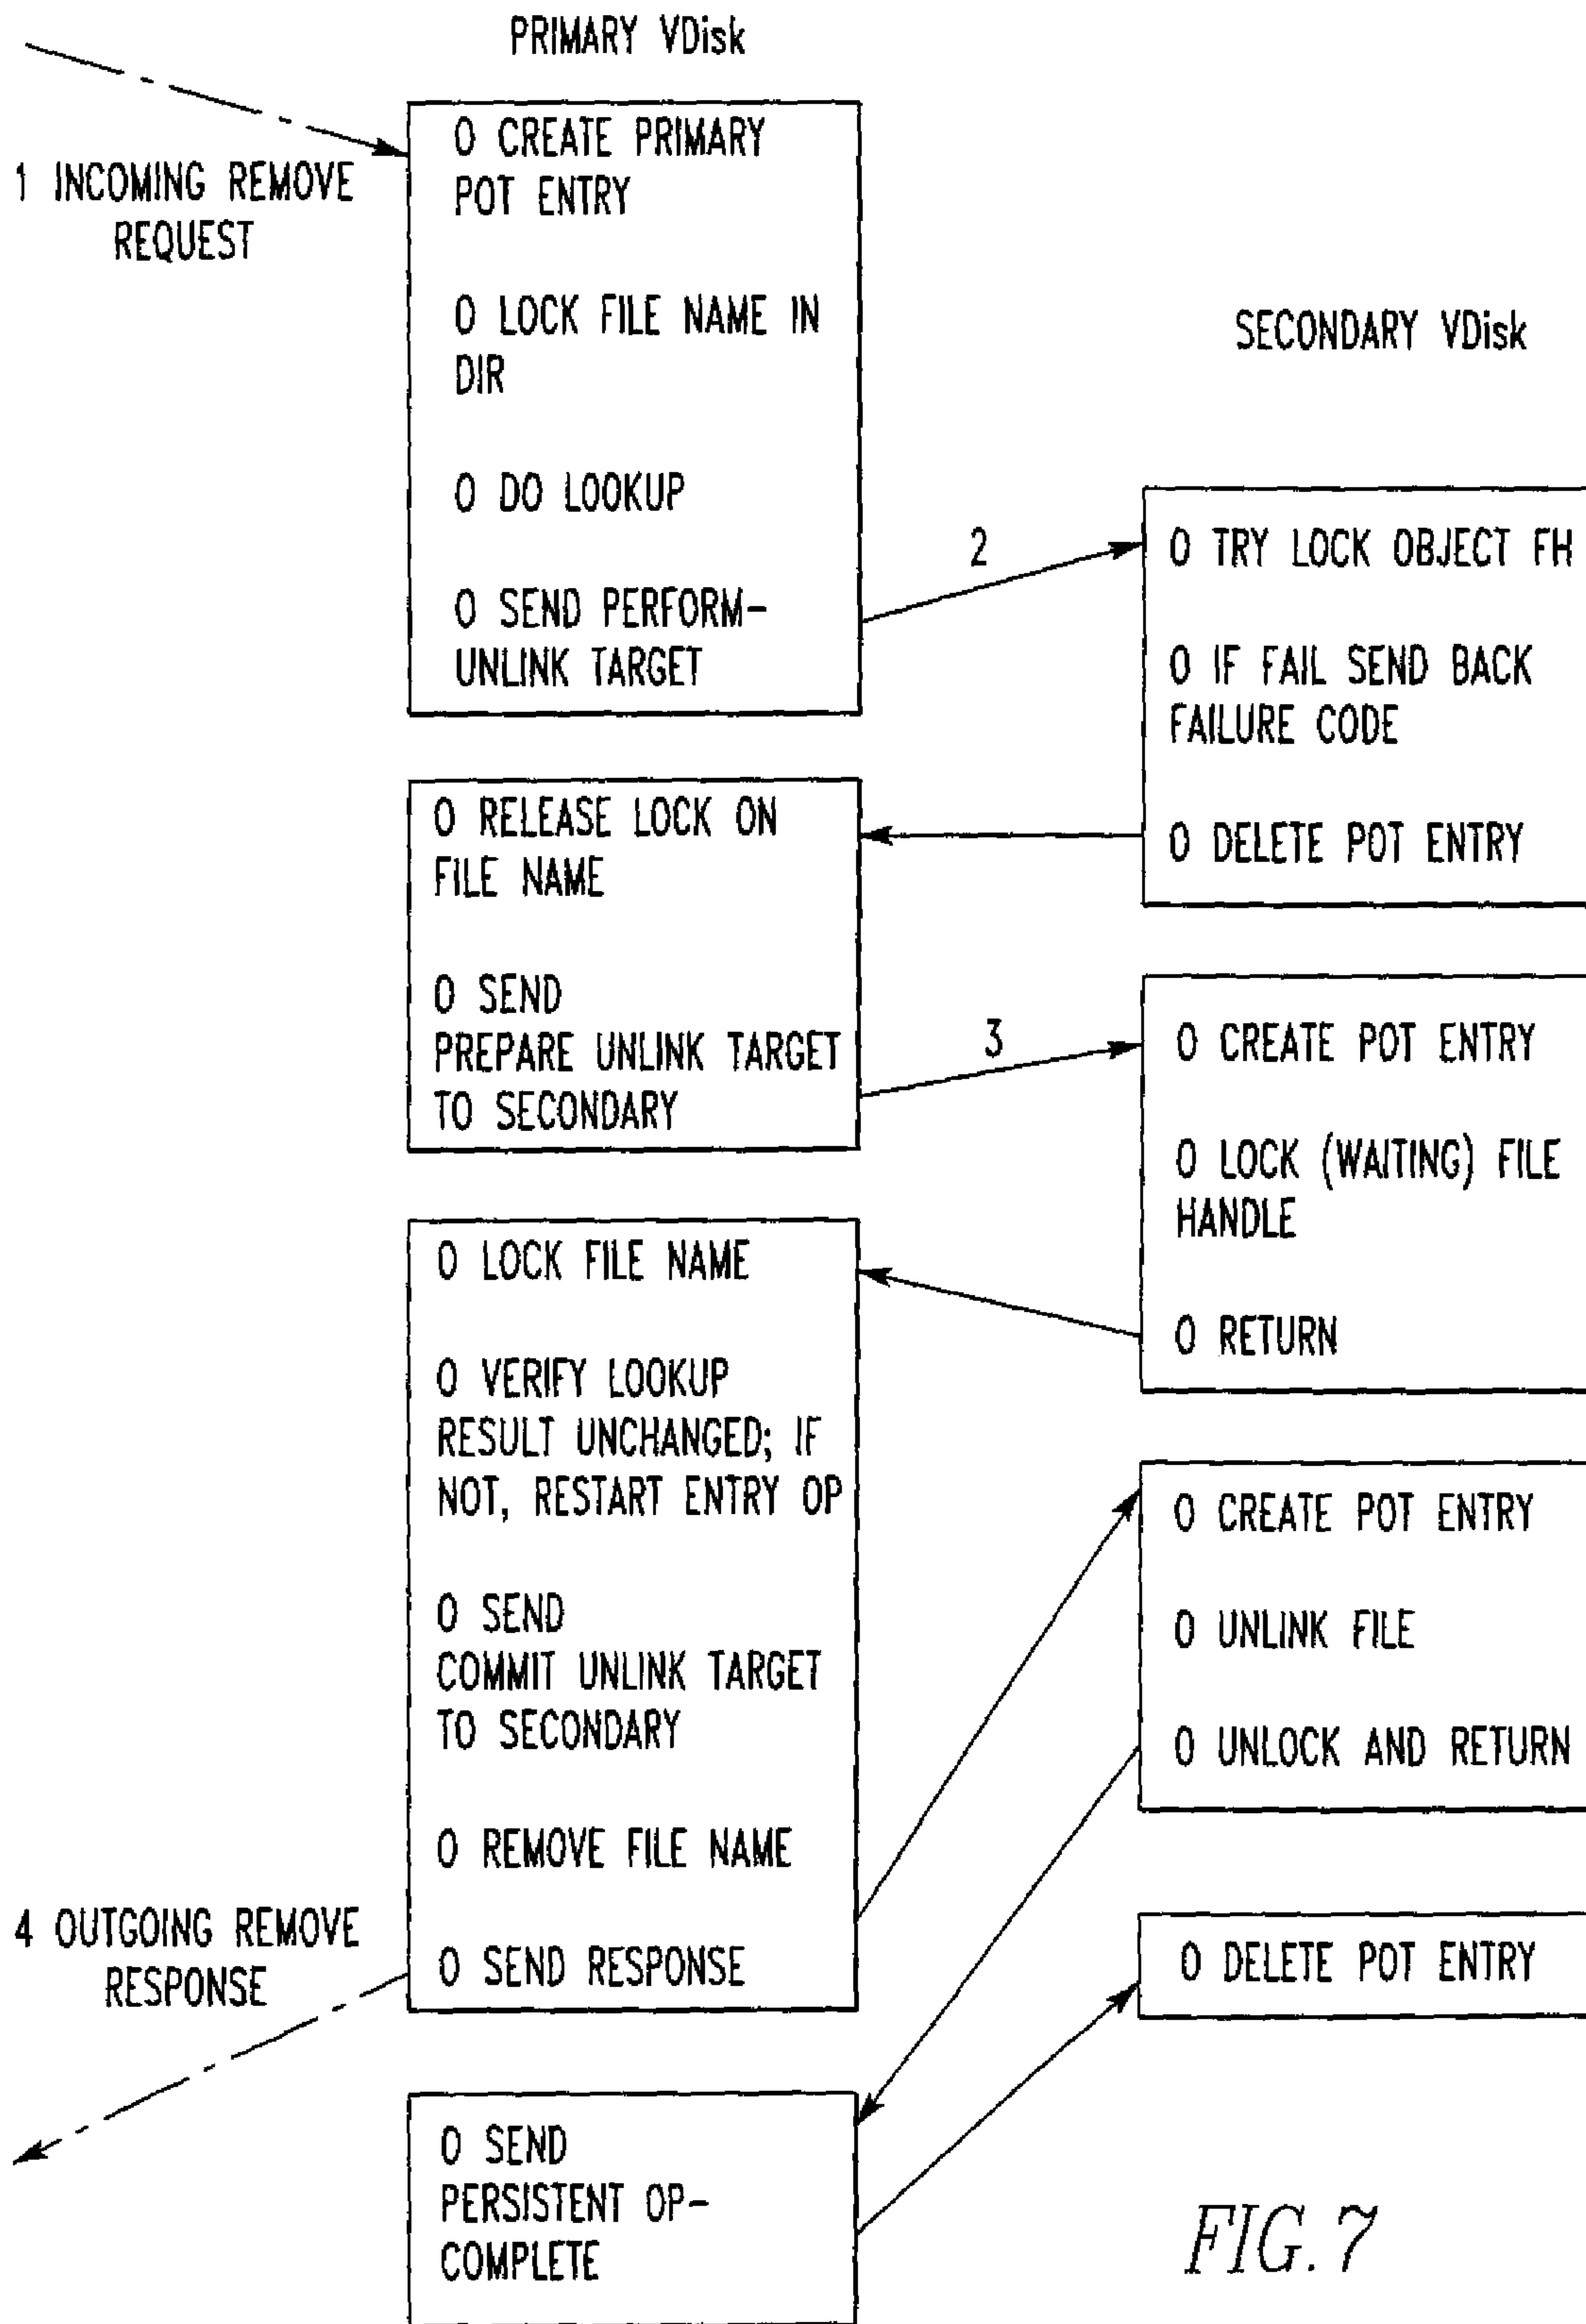 PRIMARY VDisk
1 INCOMING REMOVE
REQUEST
O CREATE PRIMARY
POT ENTRY
O LOCK FILE NAME IN
DIR
O DO LOOKUP
O SEND PERFORM-
UNLINK TARGET
SECONDARY VDisk
2
O TRY LOCK OBJECT FH
O IF FAIL SEND BACK
FAILURE CODE
O DELETE POT ENTRY
O RELEASE LOCK ON
FILE NAME
O SEND
PREPARE UNLINK TARGET
TO SECONDARY
3
O CREATE POT ENTRY
O LOCK (WAITING) FILE
HANDLE
O RETURN
O LOCK FILE NAME
O VERIFY LOOKUP
RESULT UNCHANGED; IF
NOT, RESTART ENTRY OP
O SEND
COMMIT UNLINK TARGET
TO SECONDARY
O REMOVE FILE NAME
O SEND RESPONSE
O CREATE POT ENTRY
O UNLINK FILE
O UNLOCK AND RETURN
4 OUTGOING REMOVE
RESPONSE
O DELETE POT ENTRY
O SEND
PERSISTENT OP-
COMPLETE
FIG. 7